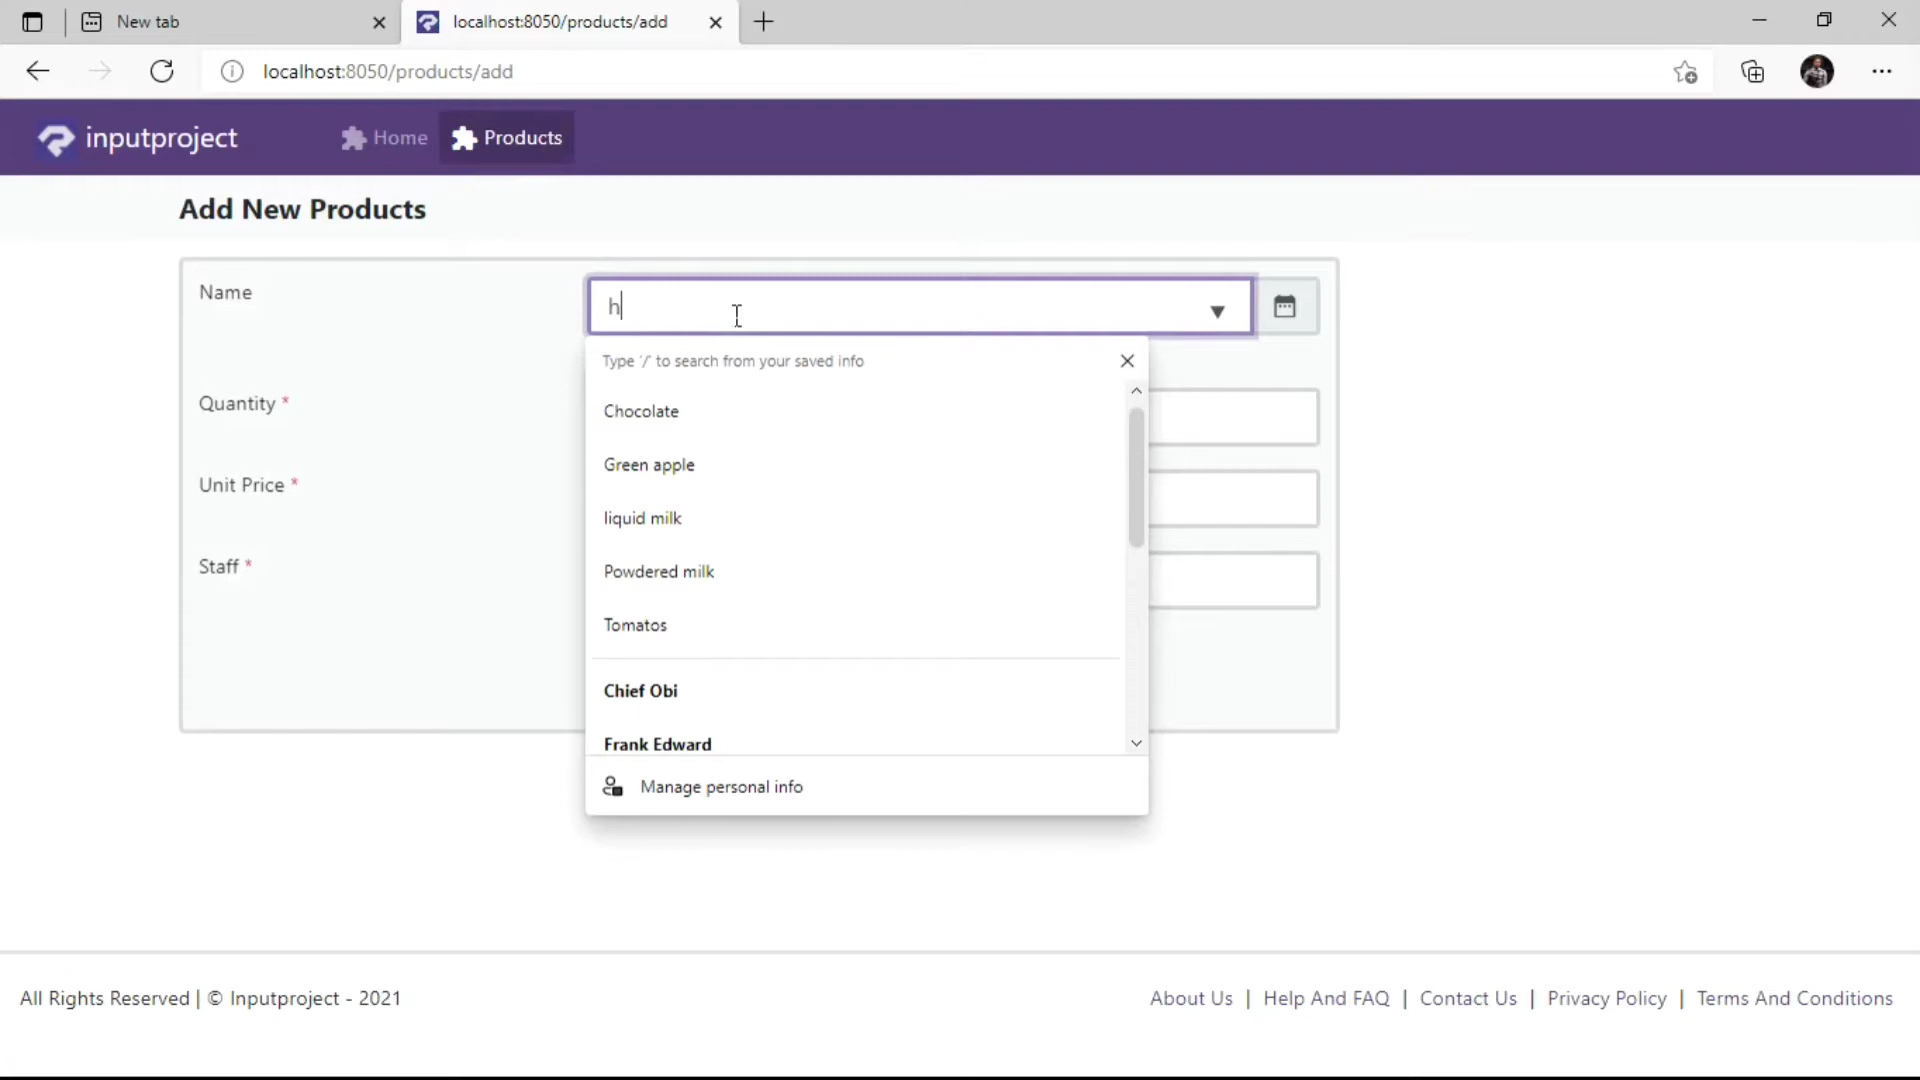 New tab
localhost:8050/products/add
localhost:8050/products/add
inputproject
Home
Products
Add New Products
Name
h
Type '/' to search from your saved info
Chocolate
Quantity *
Green apple
Unit Price *
liquid milk
Staff *
Powdered milk
Tomatos
Chief Obi
Frank Edward
Manage personal info
All Rights Reserved | © Inputproject - 2021
About Us | Help And FAQ | Contact Us | Privacy Policy | Terms And Conditions